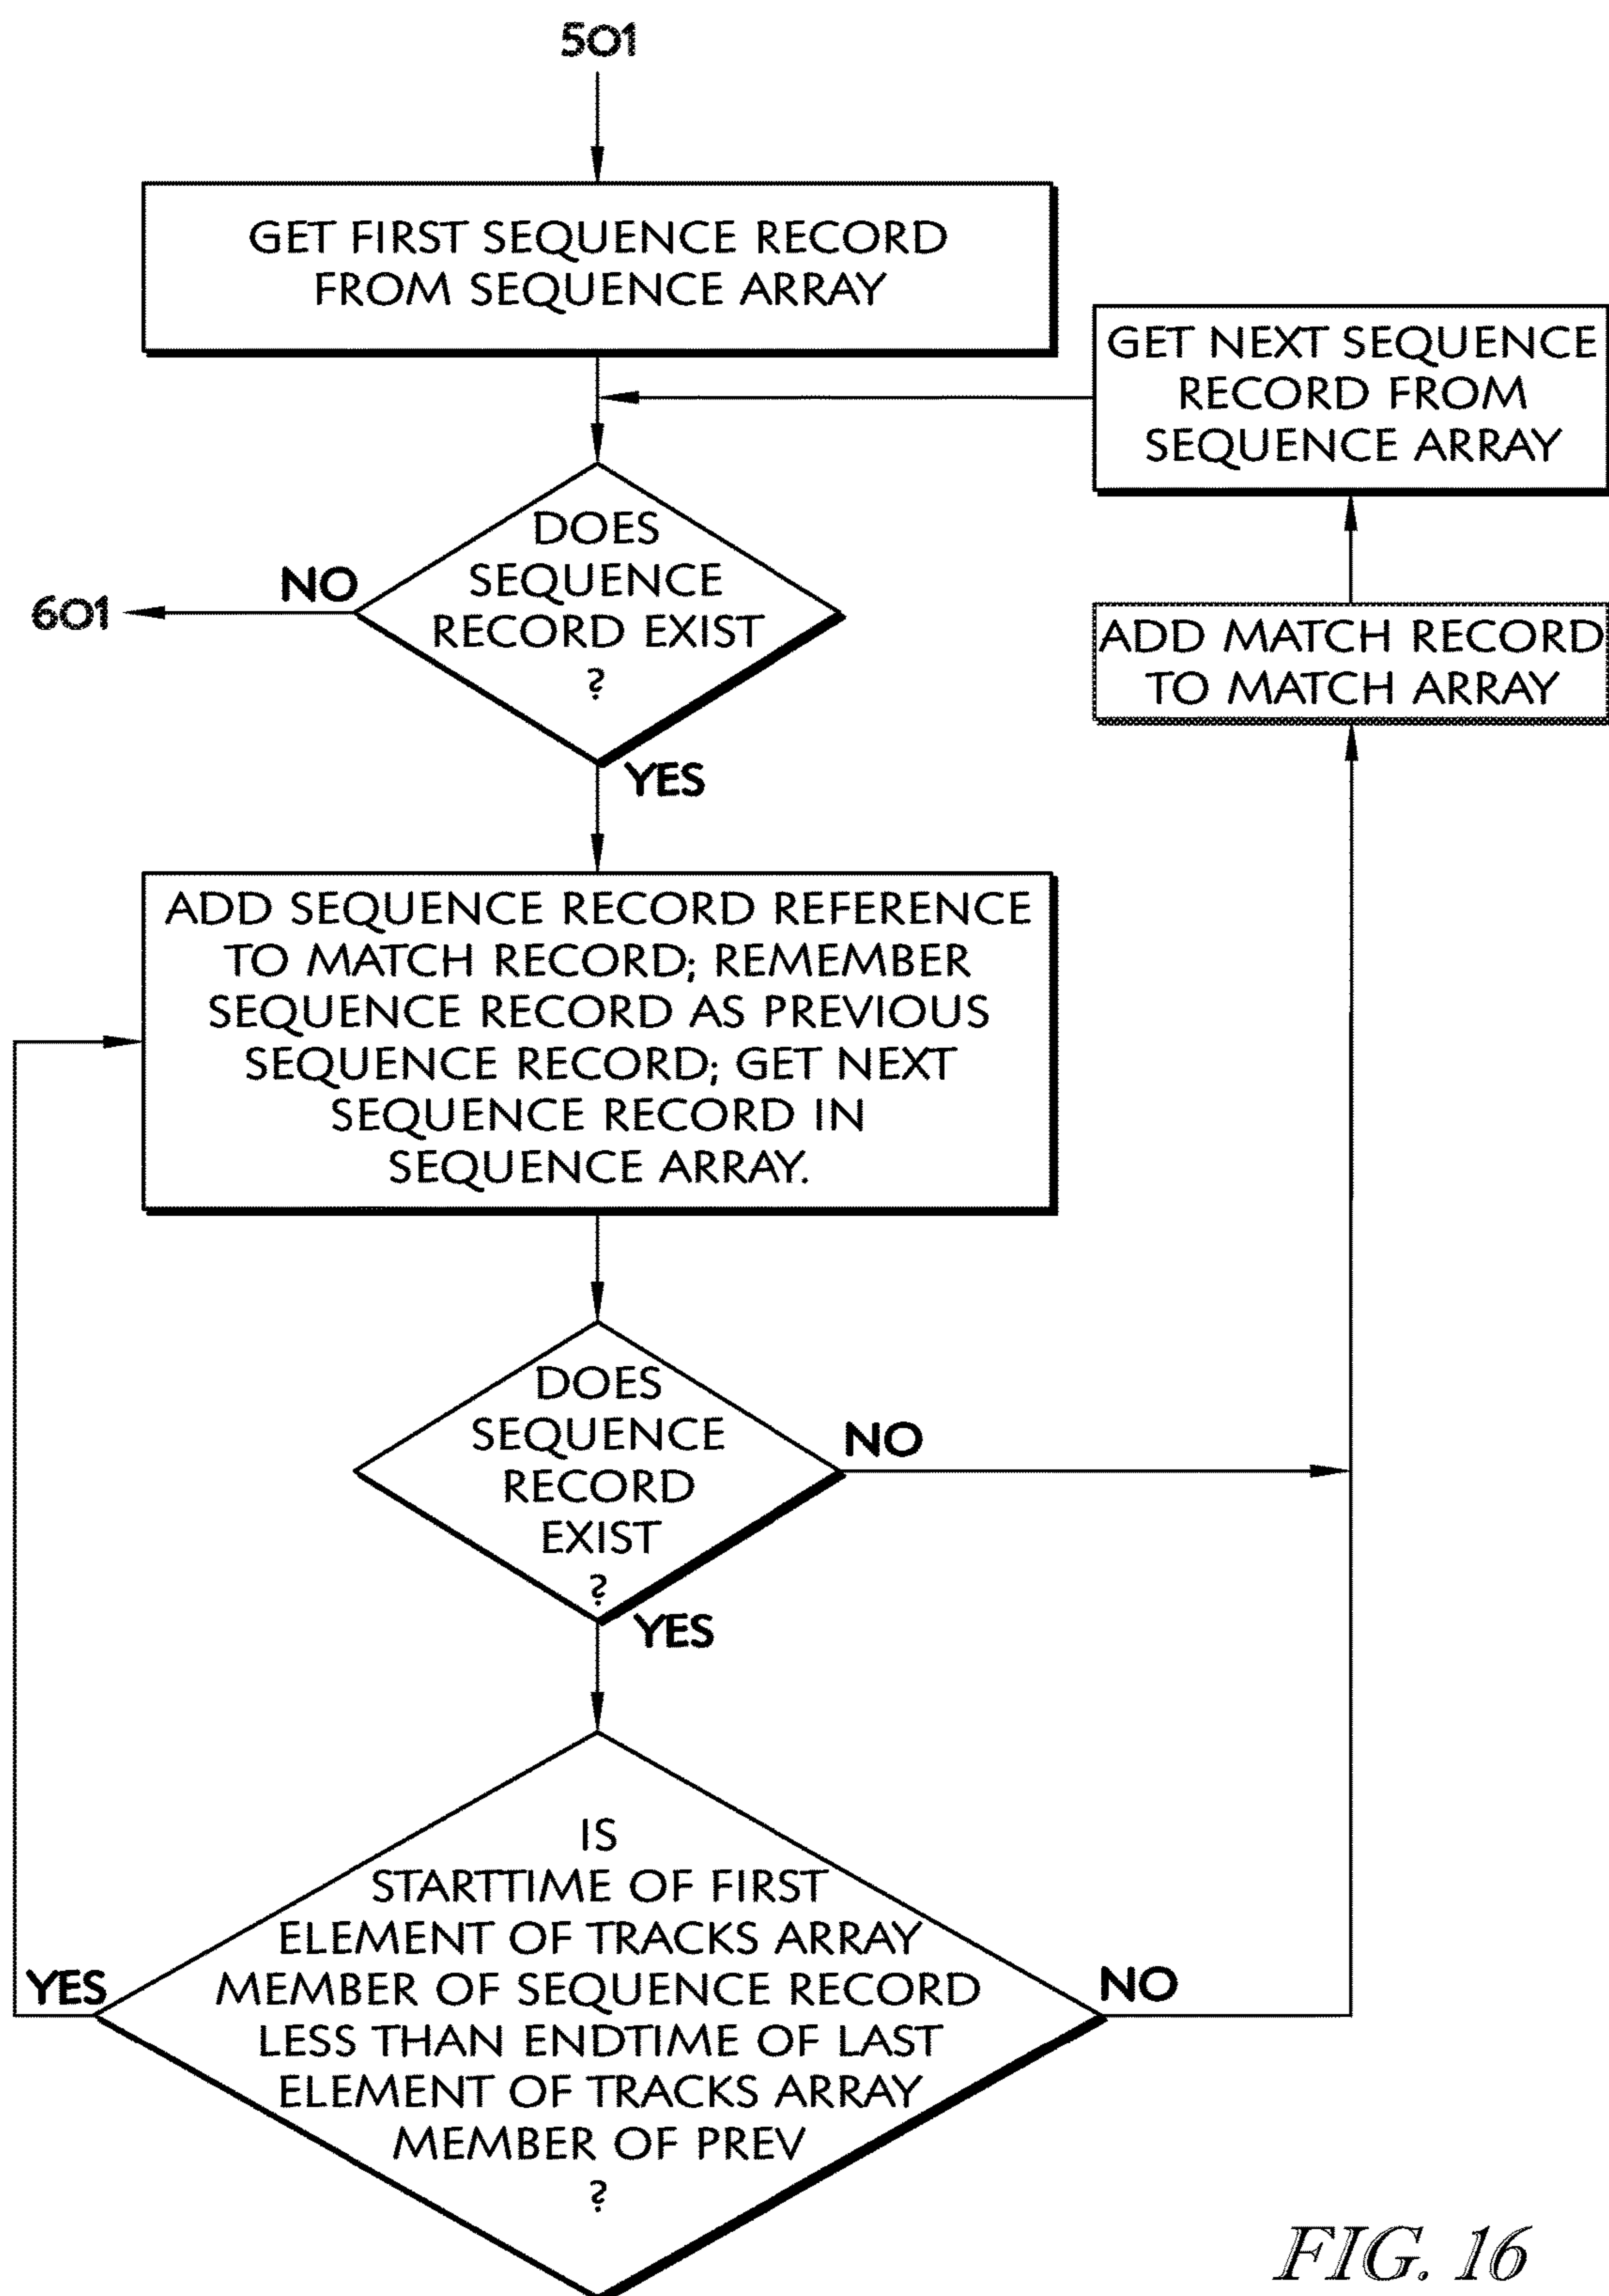 501
GET FIRST SEQUENCE RECORD
FROM SEQUENCE ARRAY
GET NEXT SEQUENCE
RECORD FROM
SEQUENCE ARRAY
DOES
SEQUENCE
RECORD EXIST
?
NO
601
YES
ADD MATCH RECORD
TO MATCH ARRAY
ADD SEQUENCE RECORD REFERENCE
TO MATCH RECORD; REMEMBER
SEQUENCE RECORD AS PREVIOUS
SEQUENCE RECORD; GET NEXT
SEQUENCE RECORD IN
SEQUENCE ARRAY.
DOES
SEQUENCE
RECORD
EXIST
?
NO
YES
IS
STARTTIME OF FIRST
ELEMENT OF TRACKS ARRAY
MEMBER OF SEQUENCE RECORD
LESS THAN ENDTIME OF LAST
ELEMENT OF TRACKS ARRAY
MEMBER OF PREV
?
YES
NO
FIG. 16